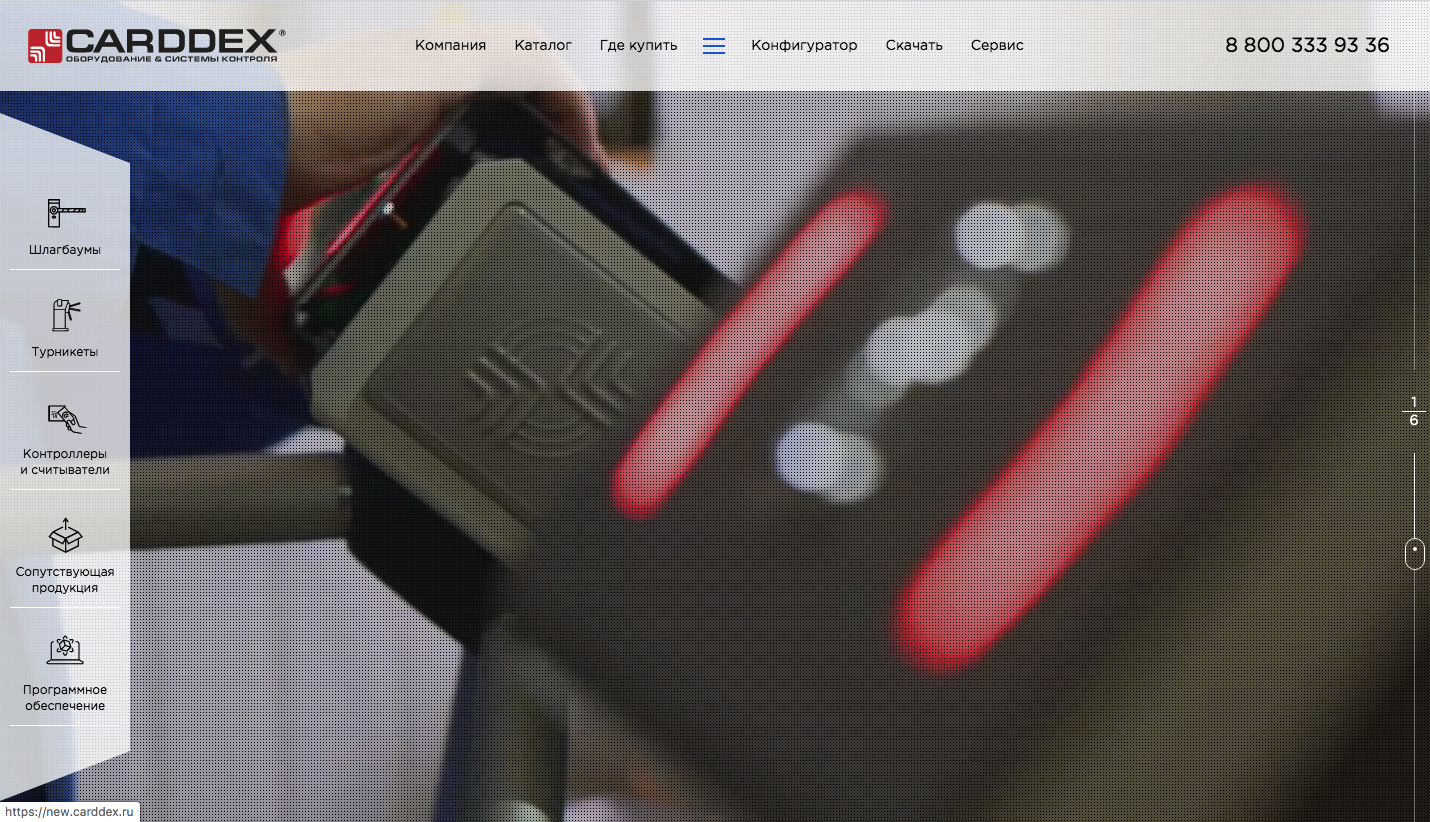 CARDDEX®
ОБОРУДОВАНИЕ & СИСТЕМЫ КОНТРОЛЯ
Компания
Каталог
Где купить
Конфигуратор
Скачать
Сервис
8 800 333 93 36
Шлагбаумы
Турникеты
Контроллеры
и считыватели
Сопутствующая
продукция
Программное
обеспечение
1
6
https://new.carddex.ru